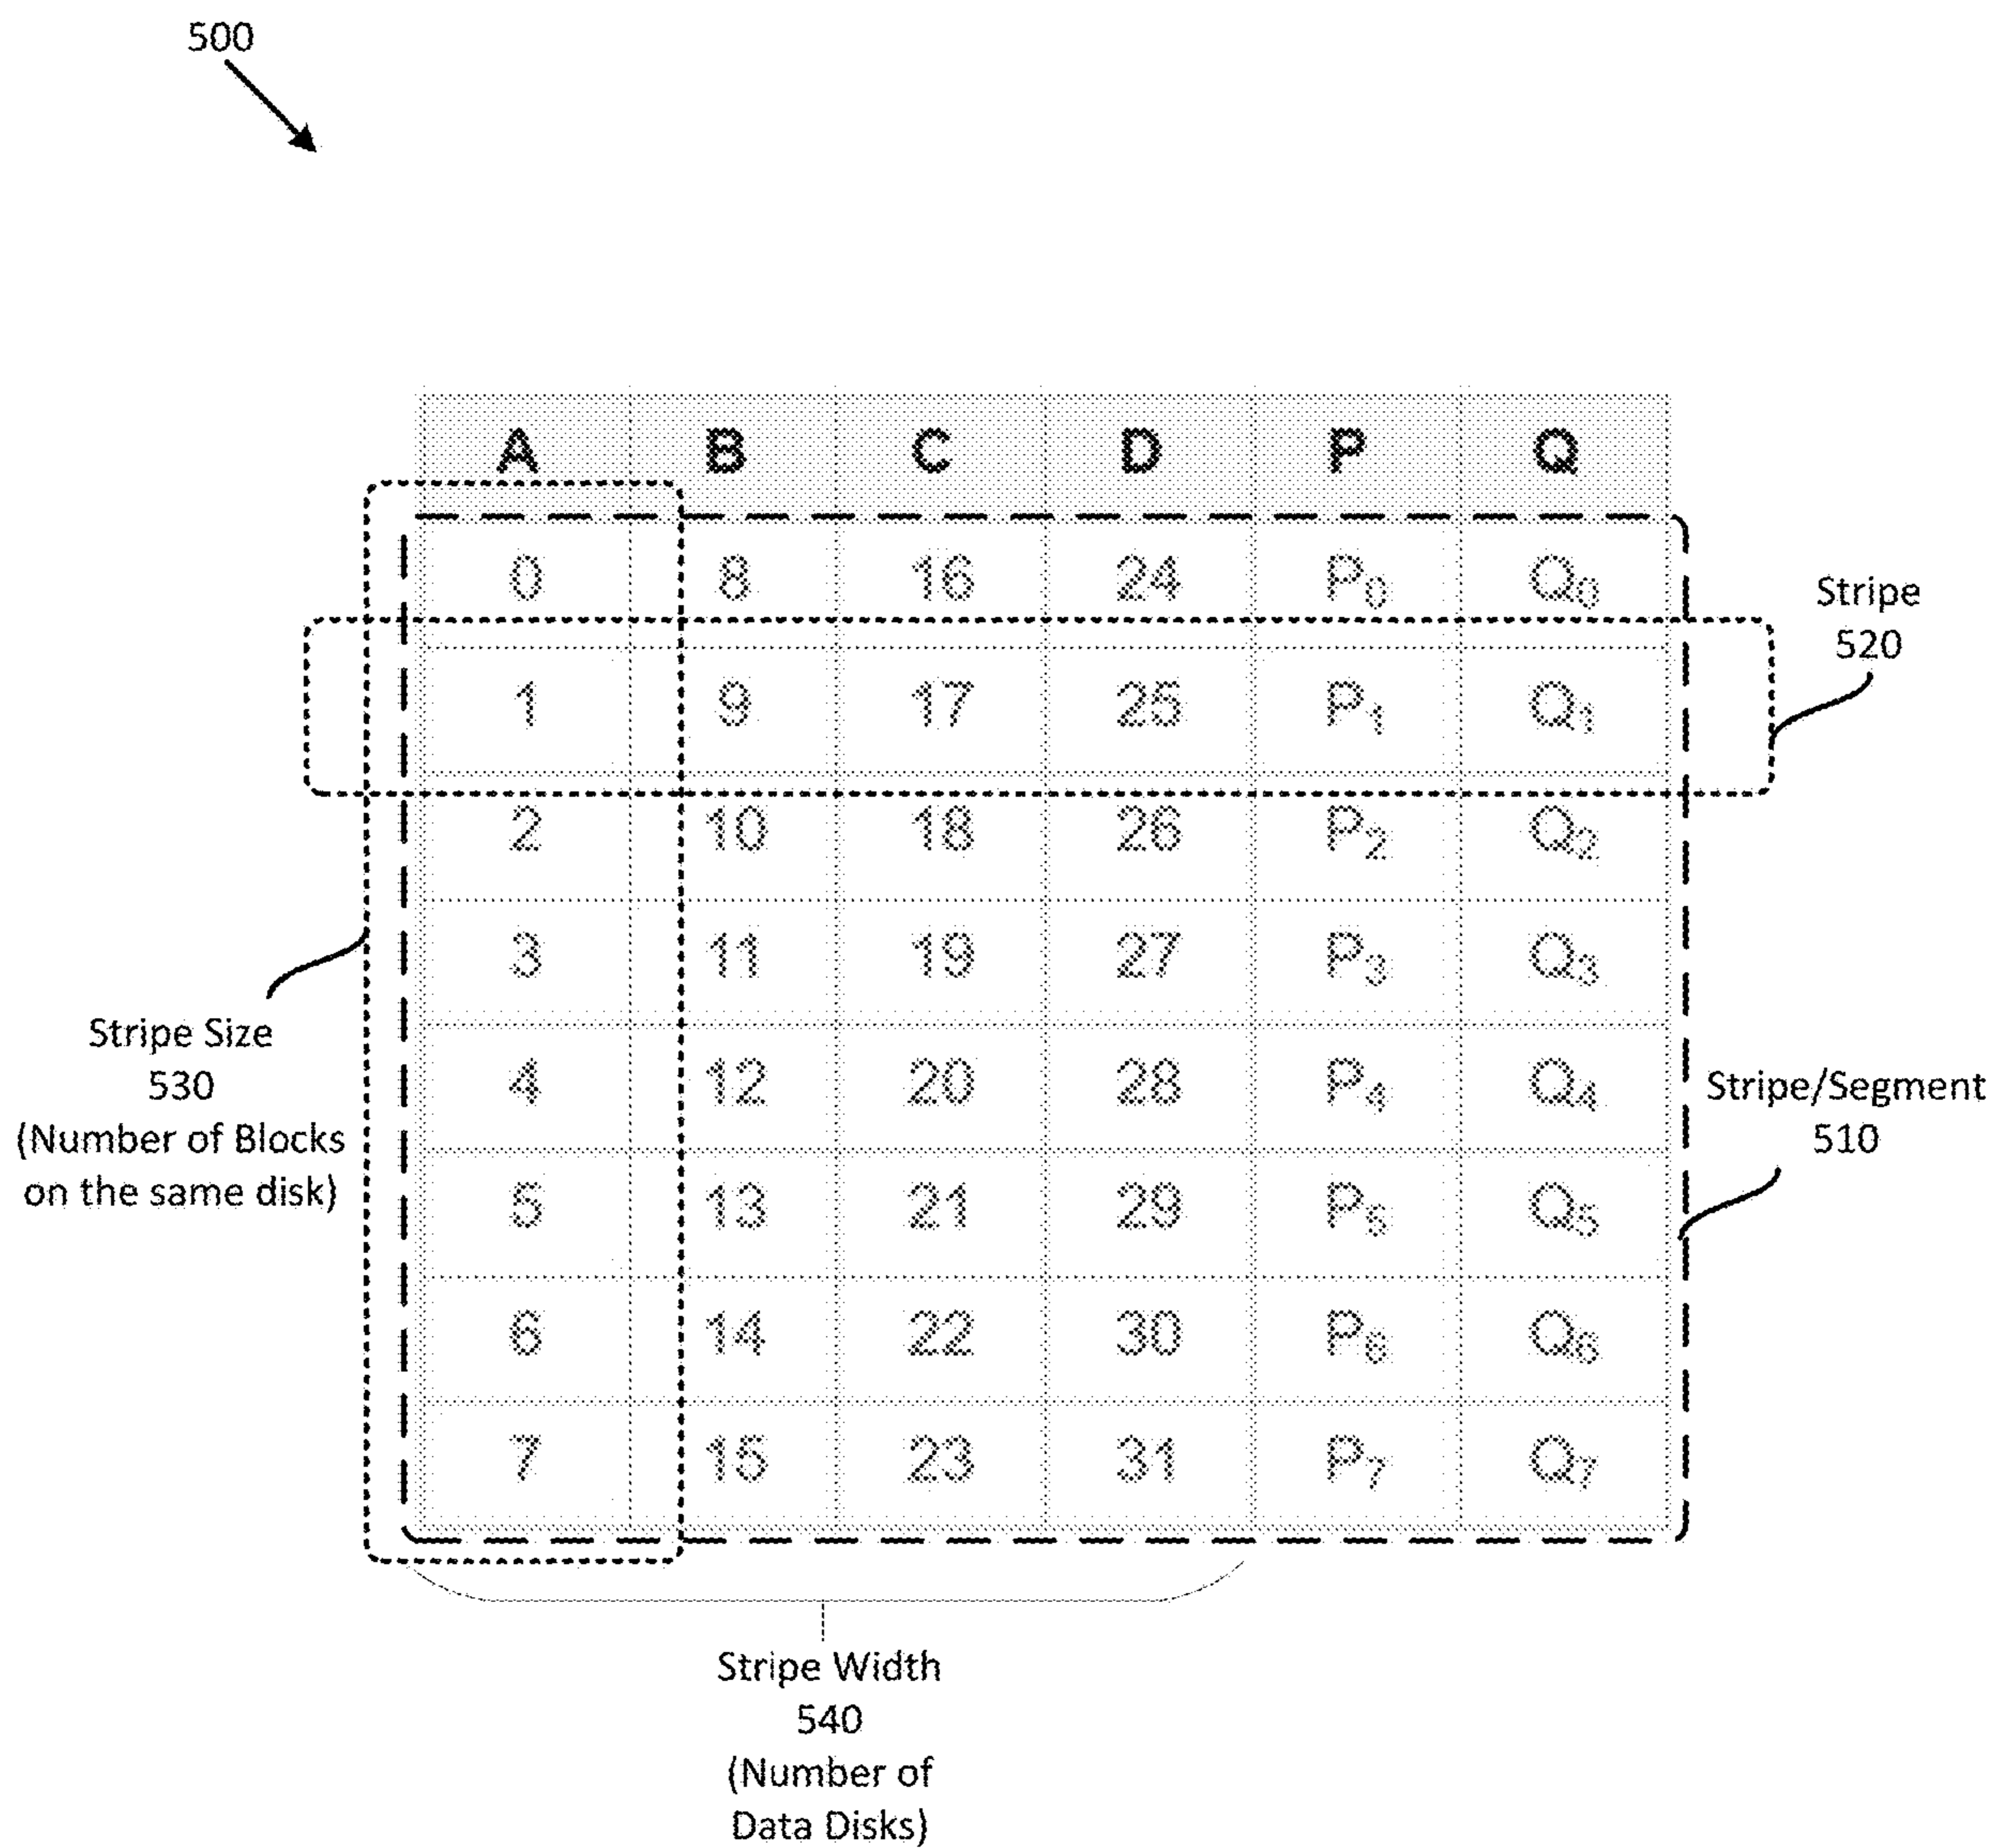 500
A B C D P Q
0 8 16 24 P₀ Q₀
1 9 17 25 P₁ Q₁
2 10 18 26 P₂ Q₂
3 11 19 27 P₃ Q₃
4 12 20 28 P₄ Q₄
5 13 21 29 P₅ Q₅
6 14 22 30 P₆ Q₆
7 15 23 31 P₇ Q₇
Stripe
520
Stripe Size
530
(Number of Blocks
on the same disk)
Stripe/Segment
510
Stripe Width
540
(Number of
Data Disks)